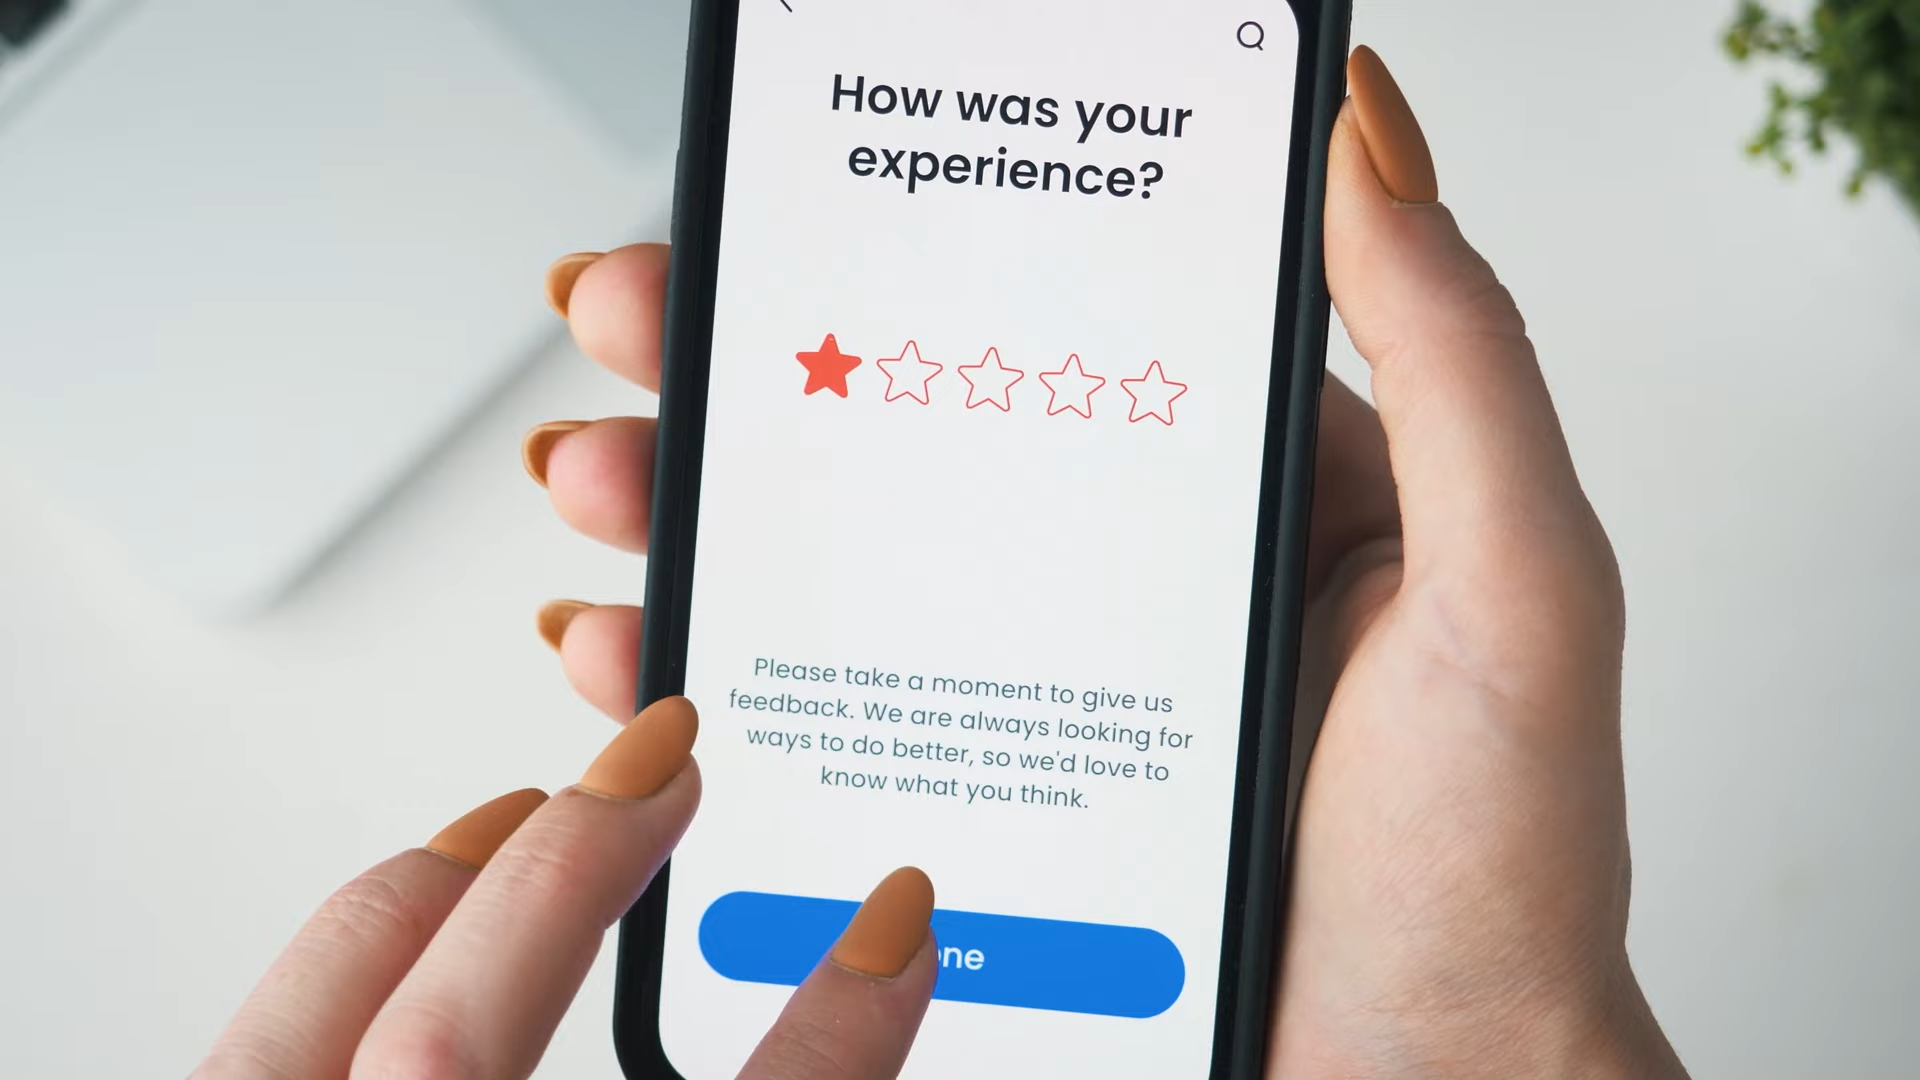 How was your
experience?
Please take a moment to give us
feedback. We are always looking for
ways to do better, so we'd love to
know what you think.